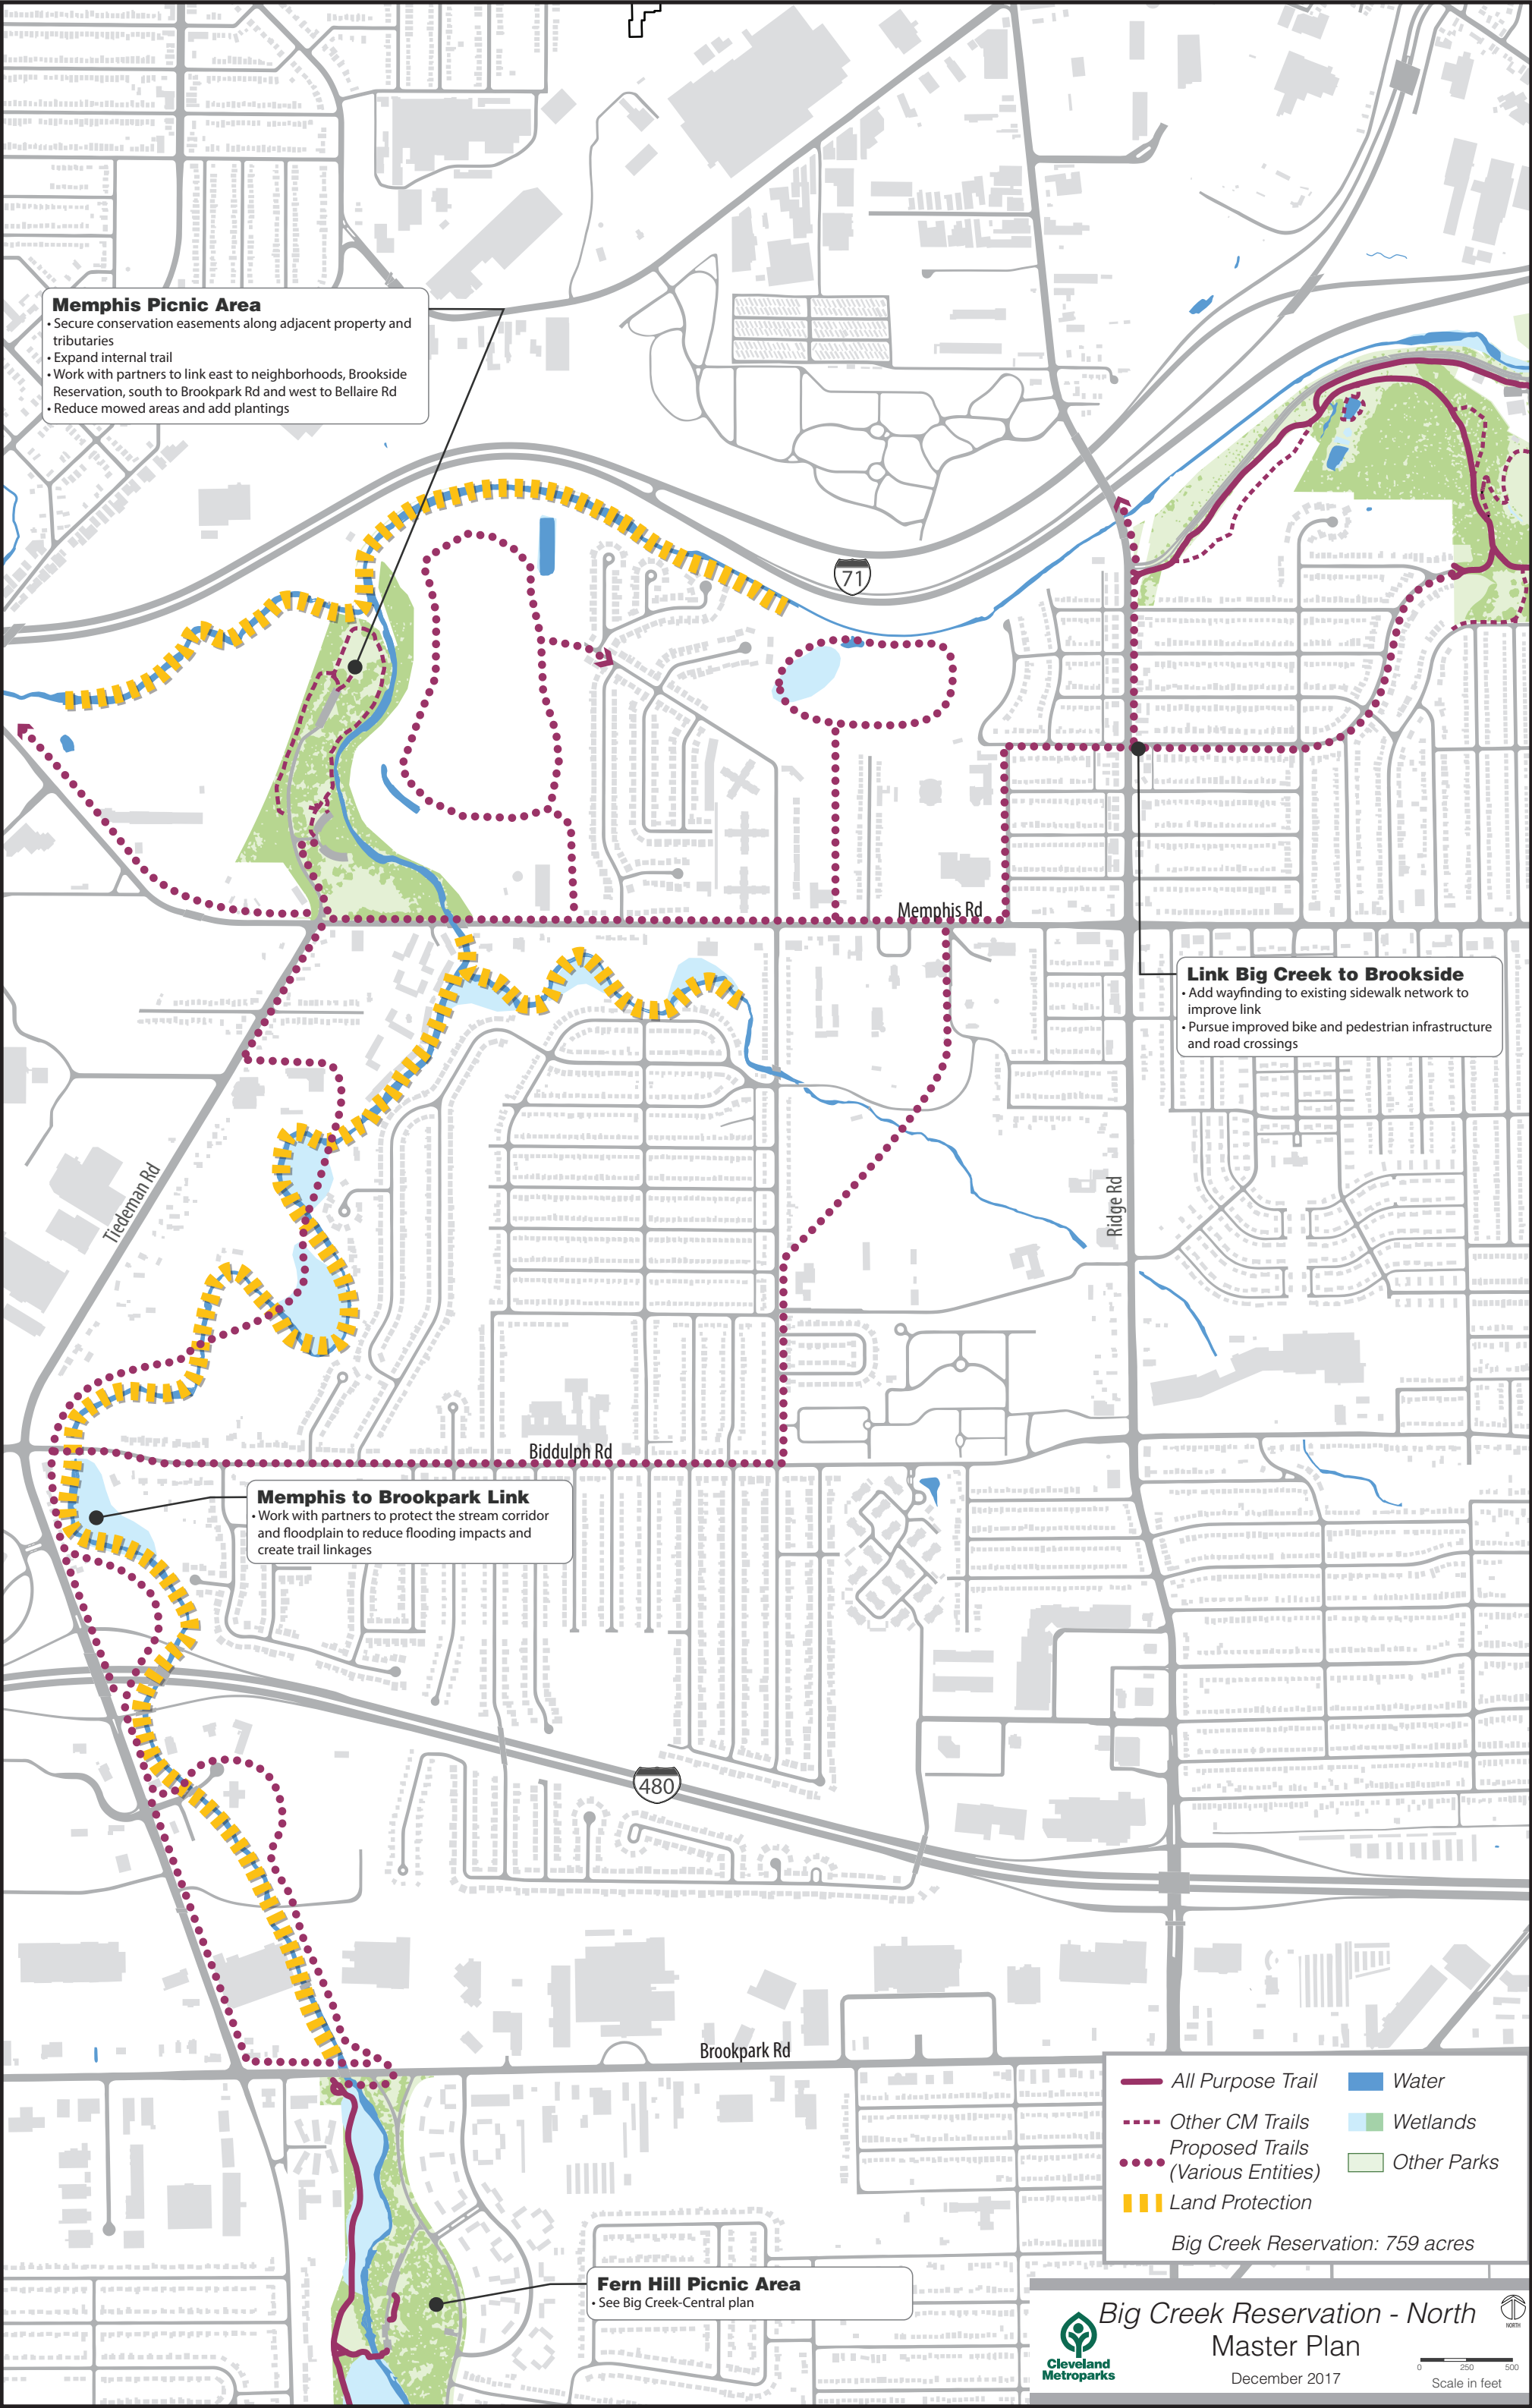 Memphis Picnic Area
• Secure conservation easements along adjacent property and
tributaries
• Expand internal trail
• Work with partners to link east to neighborhoods, Brookside
Reservation, south to Brookpark Rd and west to Bellaire Rd
• Reduce mowed areas and add plantings
71
Memphis Rd
Link Big Creek to Brookside
• Add wayfinding to existing sidewalk network to
improve link
• Pursue improved bike and pedestrian infrastructure
and road crossings
Tiedeman Rd
Ridge Rd
Biddulph Rd
Memphis to Brookpark Link
• Work with partners to protect the stream corridor
and floodplain to reduce flooding impacts and
create trail linkages
480
Brookpark Rd
All Purpose Trail
Other CM Trails
Proposed Trails
(Various Entities)
Land Protection
Water
Wetlands
Other Parks
Big Creek Reservation: 759 acres
Fern Hill Picnic Area
• See Big Creek-Central plan
Cleveland
Metroparks
Big Creek Reservation - North
Master Plan
December 2017
NORTH
0 250 500
Scale in feet